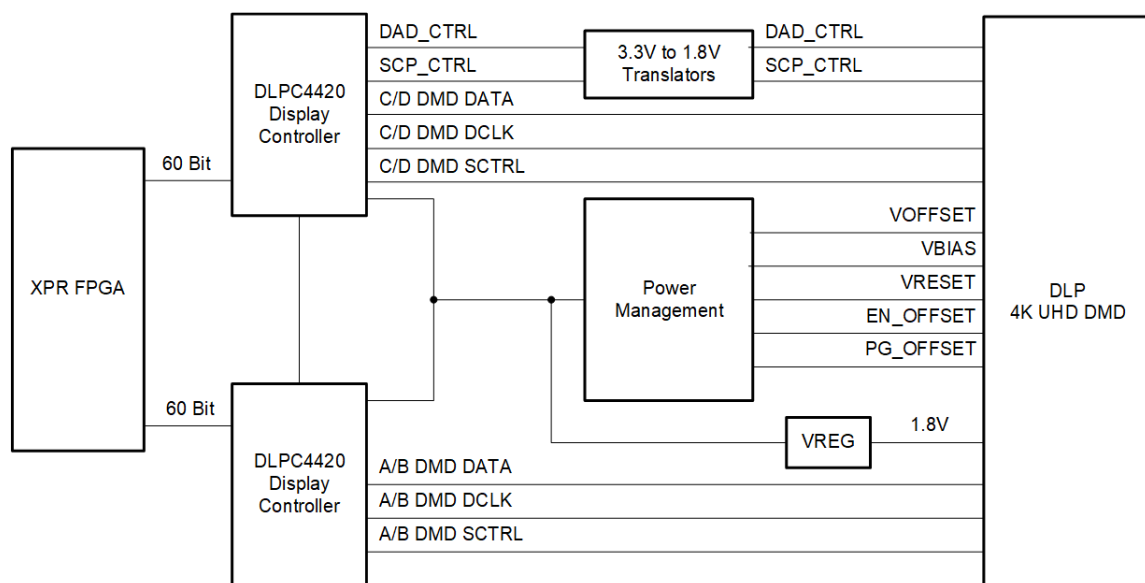 DAD_CTRL
SCP_CTRL
C/D DMD DATA
C/D DMD DCLK
C/D DMD SCTRL
3.3V to 1.8V
Translators
DAD_CTRL
SCP_CTRL
DLPC4420
Display
Controller
60 Bit
XPR FPGA
60 Bit
Power
Management
VOFFSET
VBIAS
VRESET
EN_OFFSET
PG_OFFSET
DLP
4K UHD DMD
VREG
1.8V
DLPC4420
Display
Controller
A/B DMD DATA
A/B DMD DCLK
A/B DMD SCTRL